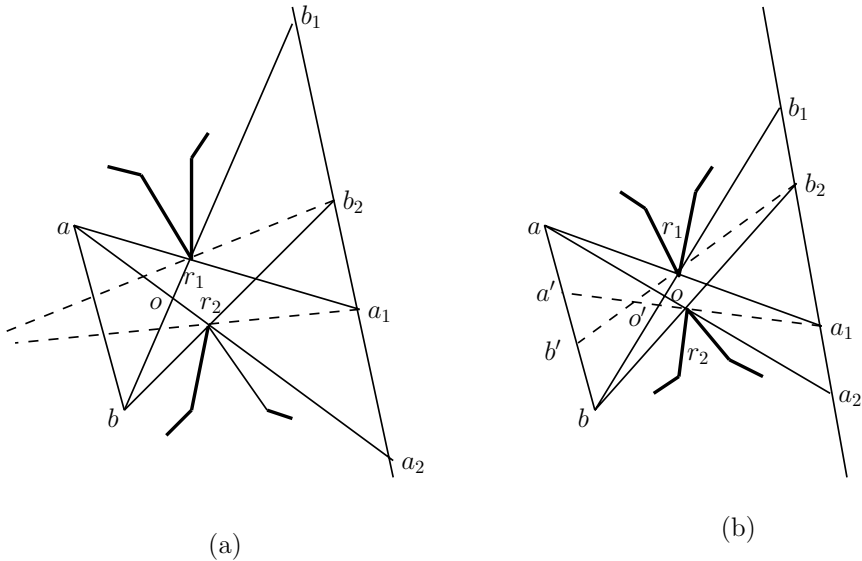 b₁
b₂
a
r₁
o
r₂
a₁
b
a₂
(a)
b₁
b₂
a
r₁
a′
o
o′
a₁
b′
r₂
a₂
b
(b)